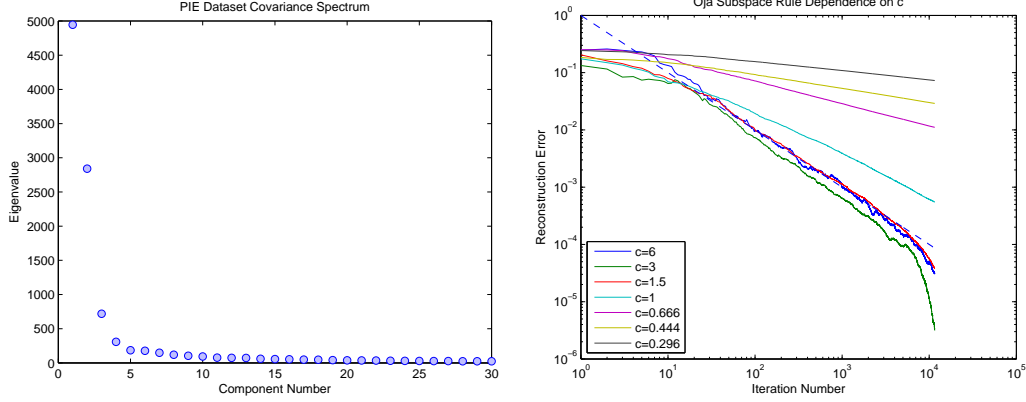 PIE Dataset Covariance Spectrum
5000
4500
4000
3500
3000
2500
2000
1500
1000
500
0
Eigenvalue
0 5 10 15 20 25 30
Component Number
Oja Subspace Rule Dependence on c
10^0
10^-1
10^-2
10^-3
10^-4
10^-5
10^-6
Reconstruction Error
c=6
c=3
c=1.5
c=1
c=0.666
c=0.444
c=0.296
10^0 10^1 10^2 10^3 10^4 10^5
Iteration Number